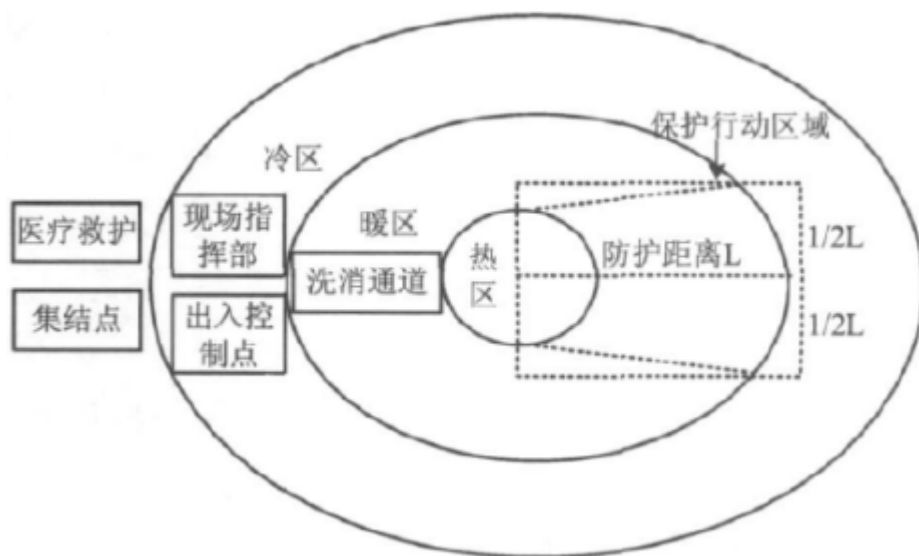 保护行动区域
冷区
医疗救护
现场指
挥部
暖区
热
区
防护距离L
1/2L
洗消通道
集结点
出入控
制点
1/2L